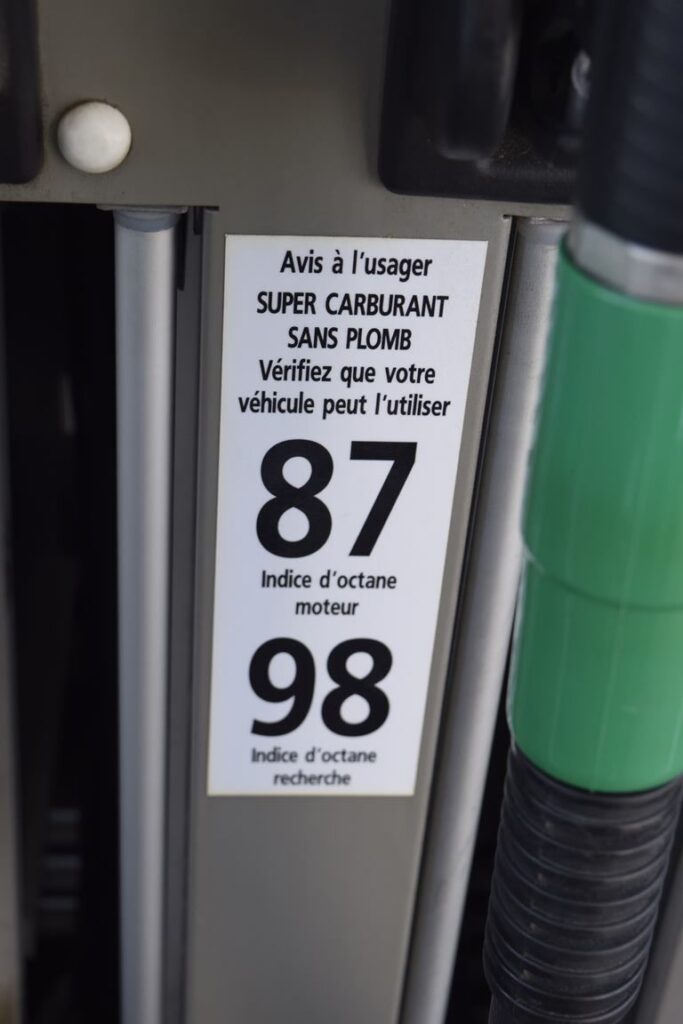 Avis à l'usager
SUPER CARBURANT
SANS PLOMB
Vérifiez que votre
véhicule peut l'utiliser
87
Indice d'octane
moteur
98
Indice d'octane
recherche